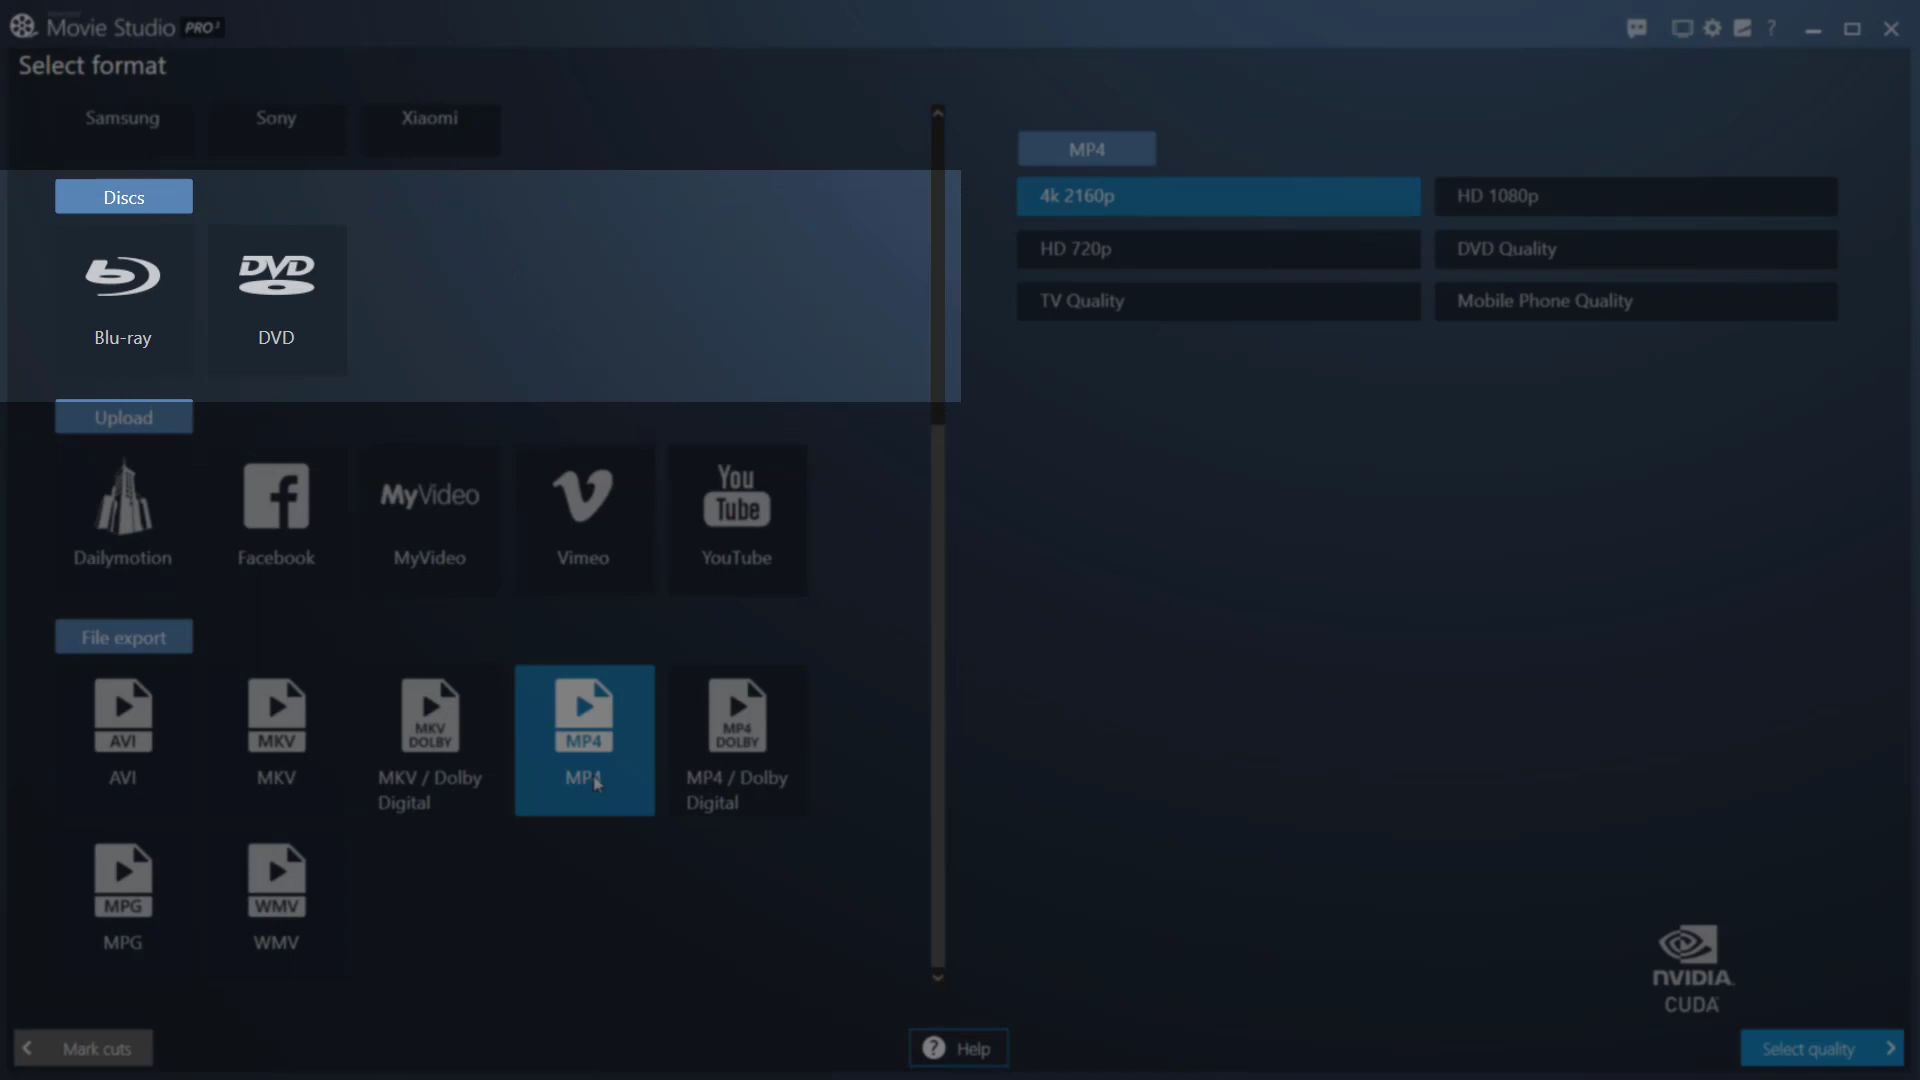 Movie Studio PRO³
Select format
Samsung
Sony
Xiaomi
Discs
Blu-ray
DVD
DVD
Upload
Dailymotion
Facebook
MyVideo
MyVideo
Vimeo
You
Tube
YouTube
File export
AVI
AVI
MKV
MKV
MKV
DOLBY
MKV / Dolby
Digital
MP4
MP4
MP4
DOLBY
MP4 / Dolby
Digital
MPG
MPG
WMV
WMV
MP4
4k 2160p
HD 1080p
HD 720p
DVD Quality
TV Quality
Mobile Phone Quality
NVIDIA.
CUDA
Mark cuts
? Help
Select quality